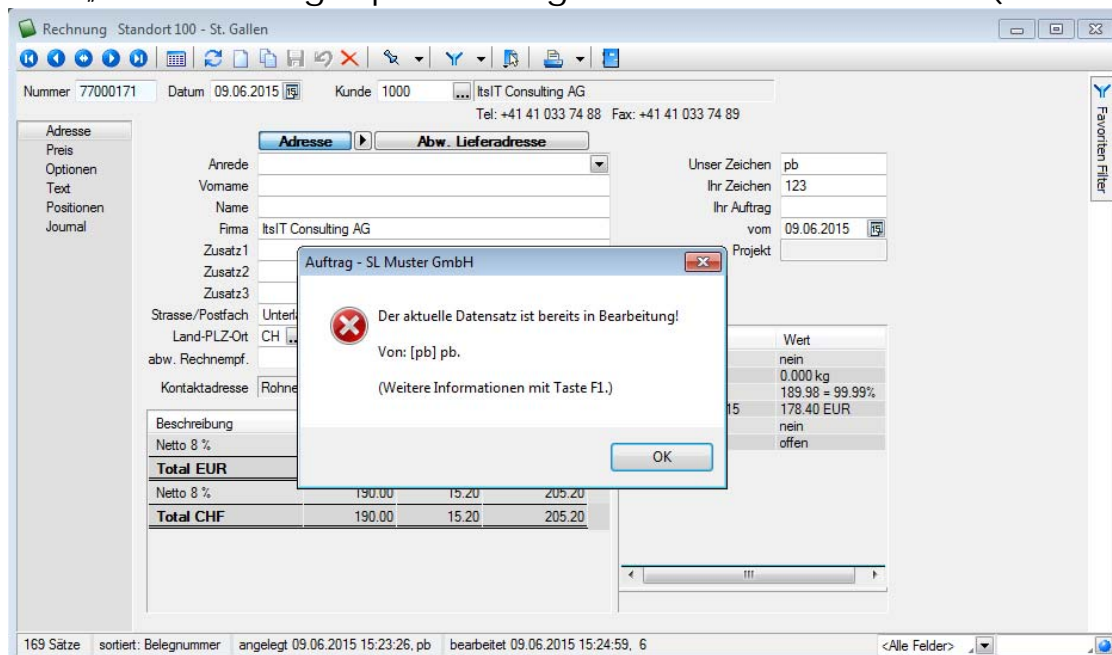 Rechnung Standort 100 - St. Gallen
Nummer 77000171 Datum 09.06.2015 15 Kunde 1000 ... ItsIT Consulting AG
Tel: +41 41 033 74 88 Fax: +41 41 033 74 89
Favoriten Filter
Adresse
Preis
Optionen
Text
Positionen
Journal
Adresse Abw. Lieferadresse
Anrede
Vorname
Name
Firma ItsIT Consulting AG
Zusatz1
Zusatz2
Zusatz3
Strasse/Postfach
Land-PLZ-Ort CH ...
abw. Rechnempf.
Kontaktadresse
Unser Zeichen pb
Ihr Zeichen 123
Ihr Auftrag
vom 09.06.2015 15
Projekt
Auftrag - SL Muster GmbH
Der aktuelle Datensatz ist bereits in Bearbeitung!
Von: [pb] pb.
(Weitere Informationen mit Taste F1.)
OK
Wert
nein
0.000 kg
189.98 = 99.99%
15 178.40 EUR
nein
offen
Beschreibung
Netto 8 %
Total EUR
Netto 8 % 190.00 15.20 205.20
Total CHF 190.00 15.20 205.20
169 Sätze sortiert: Belegnummer angelegt 09.06.2015 15:23:26, pb bearbeitet 09.06.2015 15:24:59, 6 <Alle Felder>